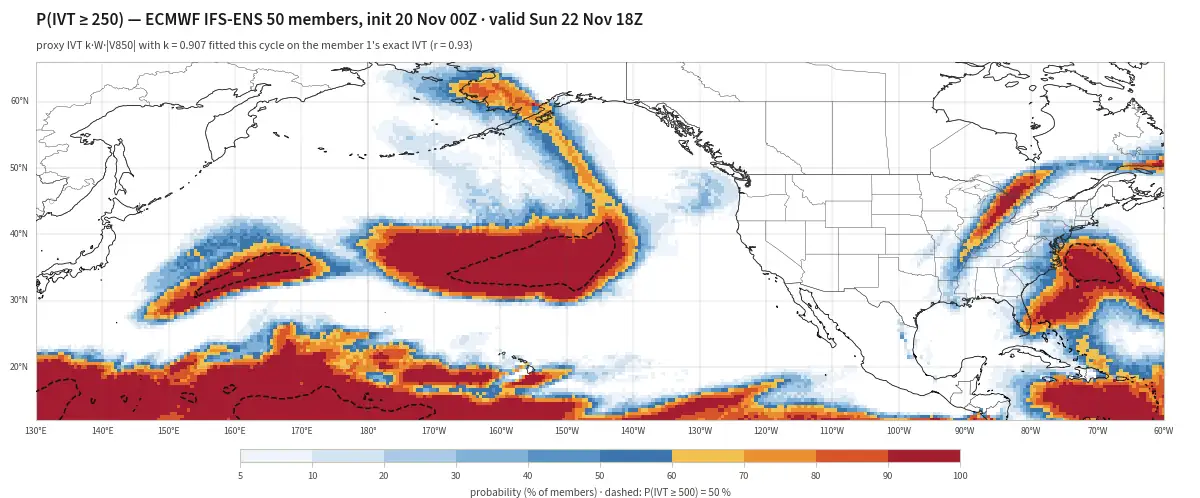 P(IVT ≥ 250) — ECMWF IFS-ENS 50 members, init 20 Nov 00Z · valid Sun 22 Nov 18Z
proxy IVT k·W·|V850| with k = 0.907 fitted this cycle on the member 1's exact IVT (r = 0.93)
60°N
50°N
40°N
30°N
20°N
130°E 140°E 150°E 160°E 170°E 180° 170°W 160°W 150°W 140°W 130°W 120°W 110°W 100°W 90°W 80°W 70°W 60°W
5 10 20 30 40 50 60 70 80 90 100
probability (% of members) · dashed: P(IVT ≥ 500) = 50 %